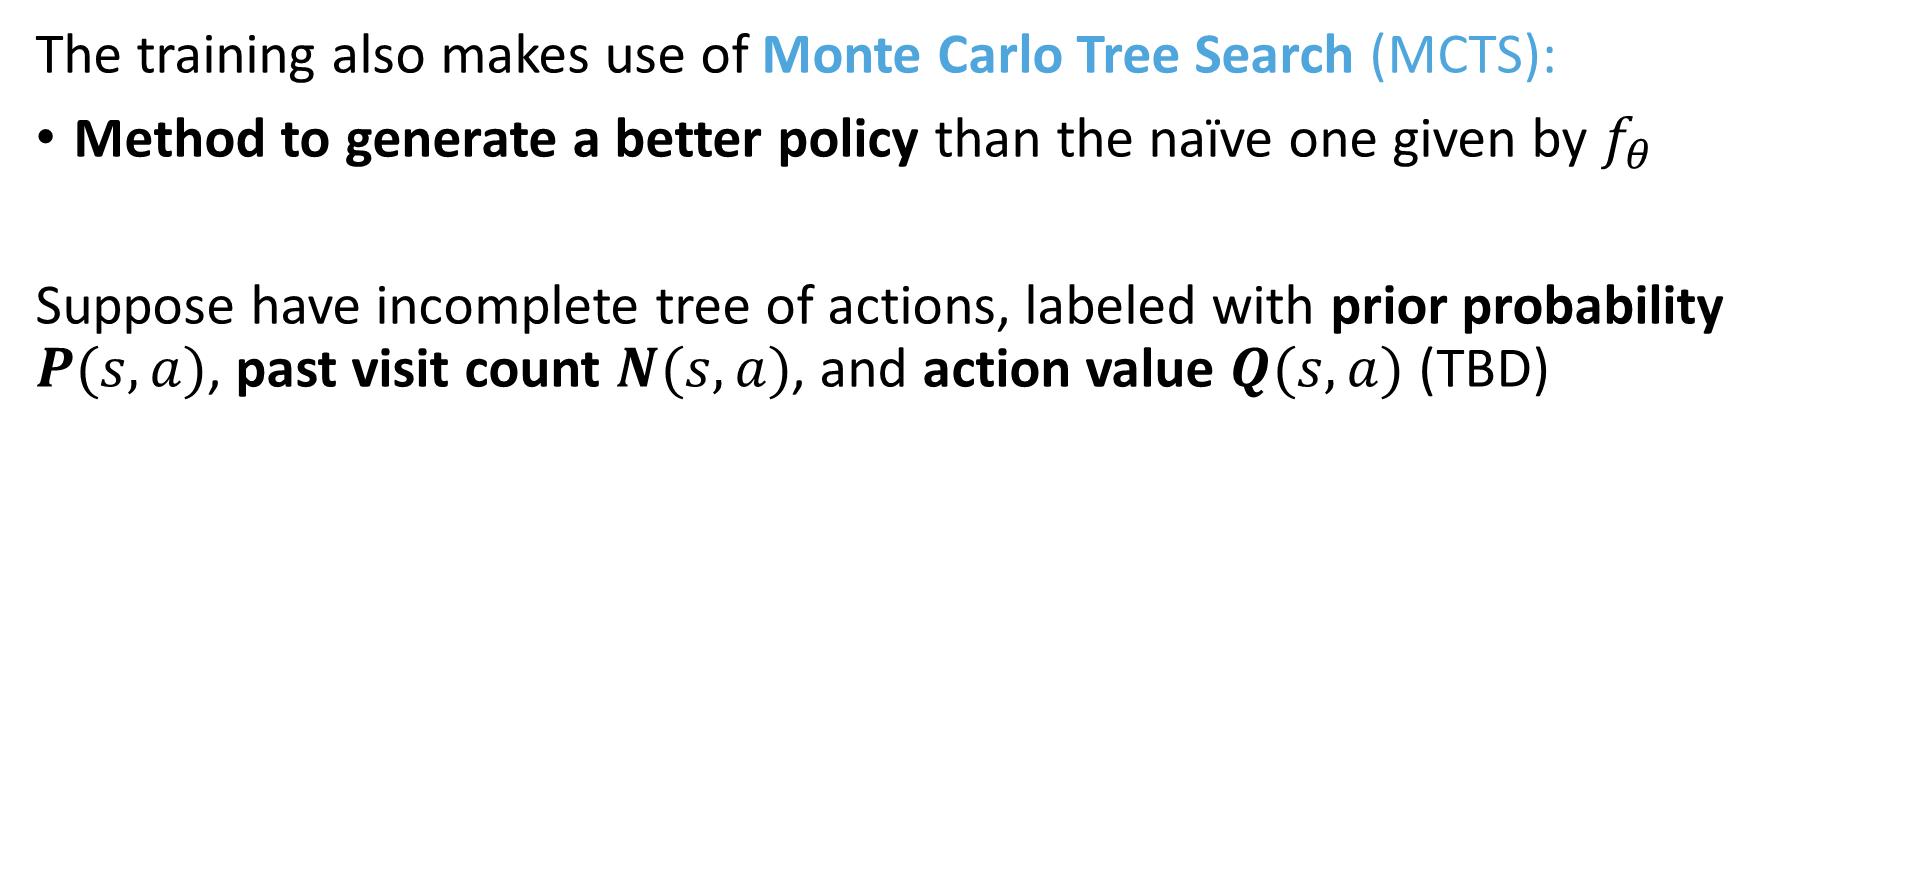 The training also makes use of Monte Carlo Tree Search (MCTS):
• Method to generate a better policy than the naïve one given by 𝑓𝜃
Suppose have incomplete tree of actions, labeled with prior probability
𝑷(𝑠, 𝑎), past visit count 𝑵(𝑠, 𝑎), and action value 𝑸(𝑠, 𝑎) (TBD)